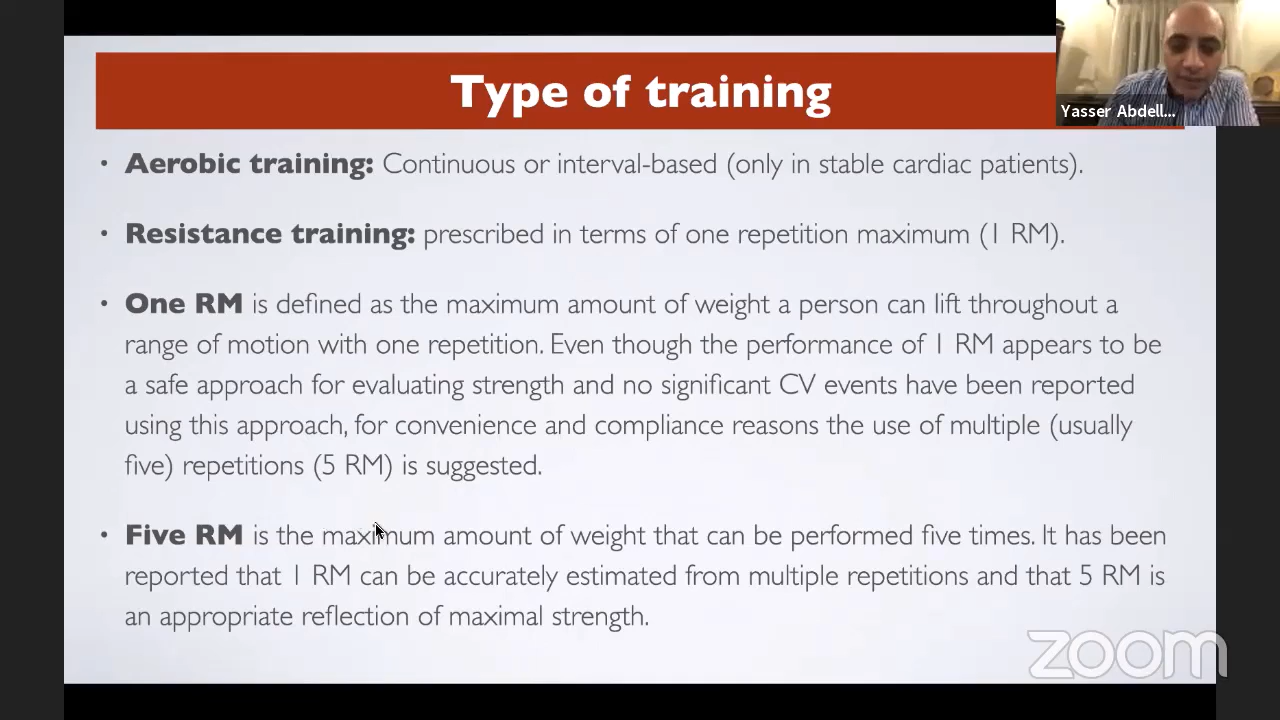 Type of training
Yasser Abdell...
• Aerobic training: Continuous or interval-based (only in stable cardiac patients).
• Resistance training: prescribed in terms of one repetition maximum (1 RM).
• One RM is defined as the maximum amount of weight a person can lift throughout a
range of motion with one repetition. Even though the performance of 1 RM appears to be
a safe approach for evaluating strength and no significant CV events have been reported
using this approach, for convenience and compliance reasons the use of multiple (usually
five) repetitions (5 RM) is suggested.
• Five RM is the maximum amount of weight that can be performed five times. It has been
reported that 1 RM can be accurately estimated from multiple repetitions and that 5 RM is
an appropriate reflection of maximal strength.
zoom